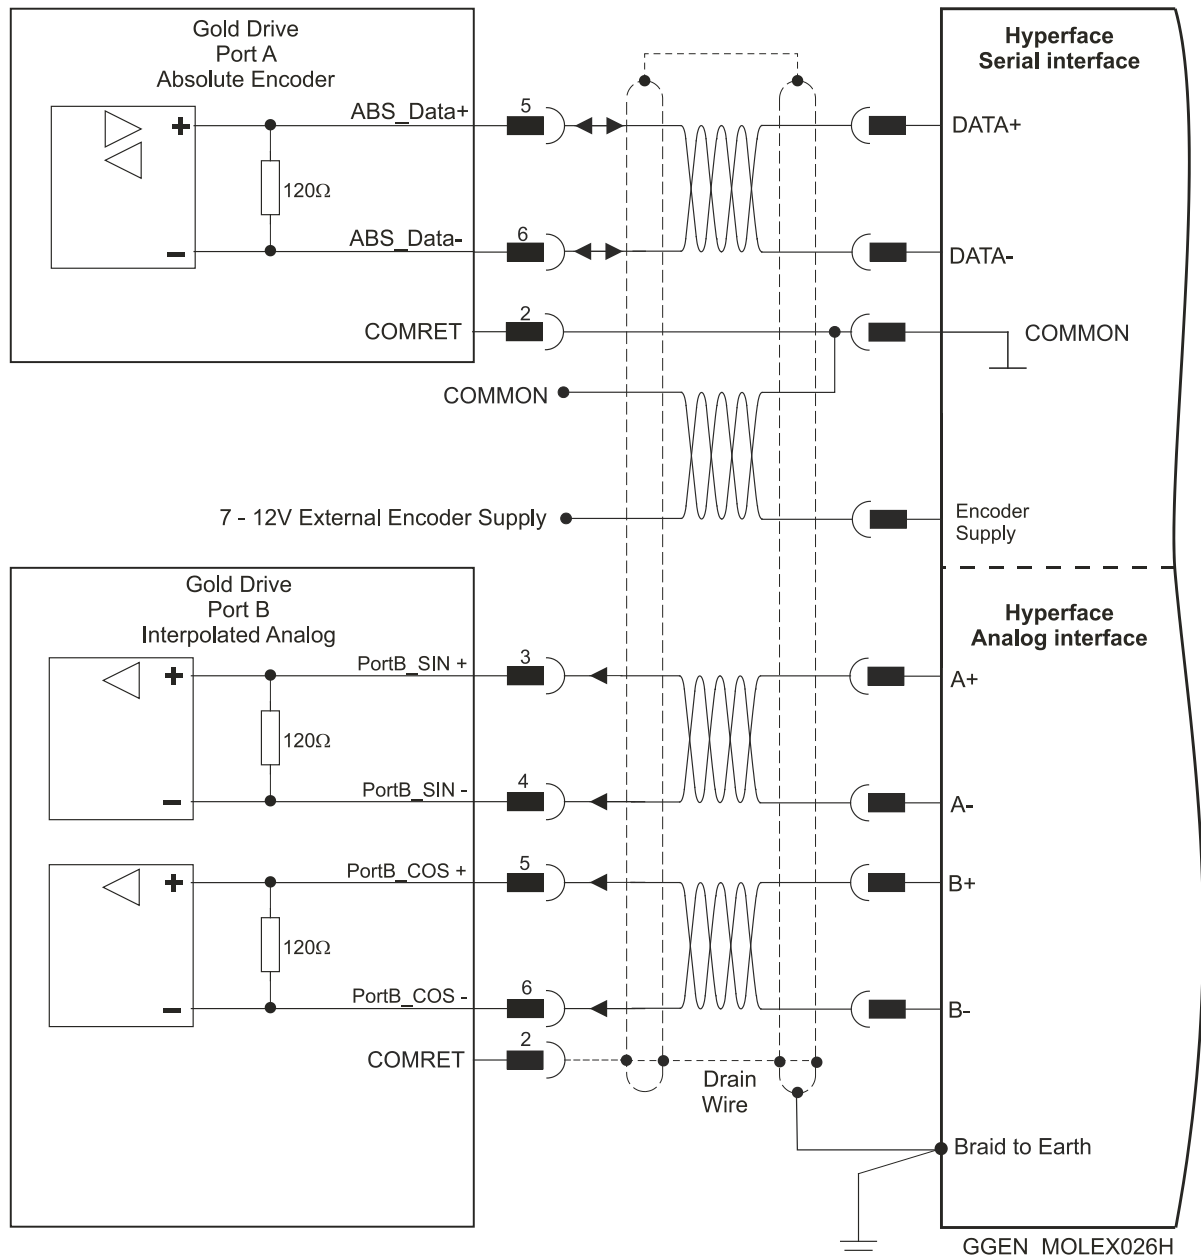 Gold Drive
Port A
Absolute Encoder
Hyperface
Serial interface
+
ABS_Data+
5
DATA+
120Ω
−
ABS_Data-
6
DATA-
COMRET
2
COMMON
COMMON
7 - 12V External Encoder Supply
Encoder
Supply
Gold Drive
Port B
Interpolated Analog
Hyperface
Analog interface
+
PortB_SIN +
3
A+
120Ω
−
PortB_SIN -
4
A-
+
PortB_COS +
5
B+
120Ω
−
PortB_COS -
6
B-
COMRET
2
Drain
Wire
Braid to Earth
GGEN_MOLEX026H